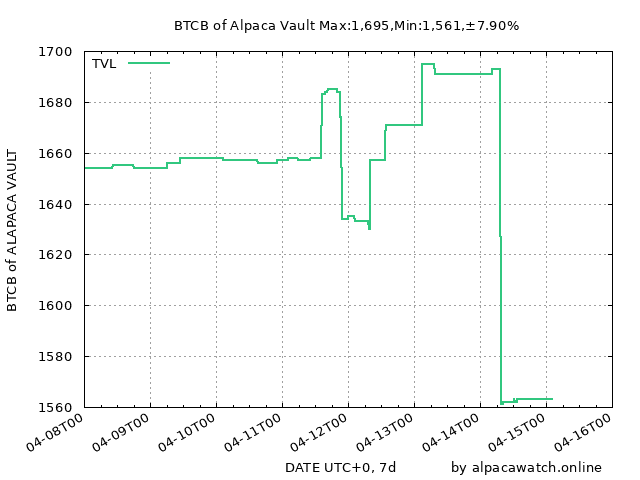 BTCB of Alpaca Vault Max:1,695,Min:1,561,±7.90%
TVL
1700
1680
1660
1640
1620
1600
1580
1560
BTCB of ALAPACA VAULT
04-08T00
04-09T00
04-10T00
04-11T00
04-12T00
04-13T00
04-14T00
04-15T00
04-16T00
DATE UTC+0, 7d
by alpacawatch.online